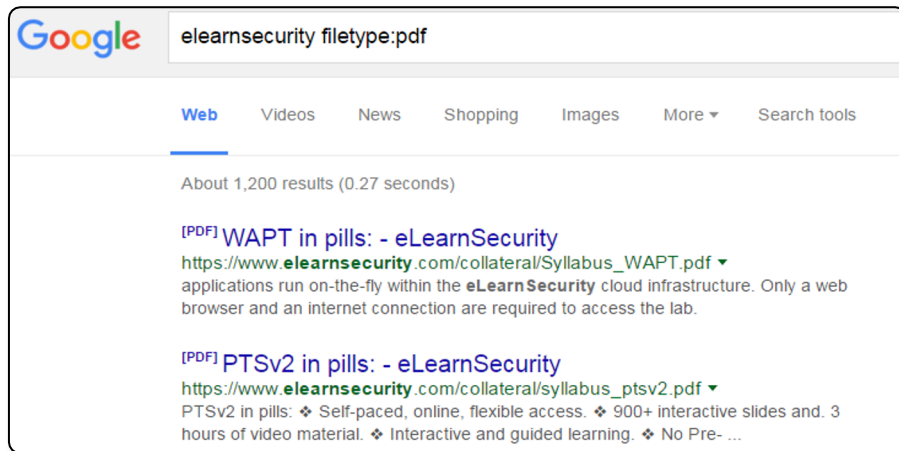 Google
elearnsecurity filetype:pdf
Web Videos News Shopping Images More Search tools
About 1,200 results (0.27 seconds)
[PDF] WAPT in pills: - eLearnSecurity
https://www.elearnsecurity.com/collateral/Syllabus_WAPT.pdf
applications run on-the-fly within the eLearnSecurity cloud infrastructure. Only a web
browser and an internet connection are required to access the lab.
[PDF] PTSv2 in pills: - eLearnSecurity
https://www.elearnsecurity.com/collateral/syllabus_ptsv2.pdf
PTSv2 in pills: ❖ Self-paced, online, flexible access. ❖ 900+ interactive slides and. 3
hours of video material. ❖ Interactive and guided learning. ❖ No Pre- ...